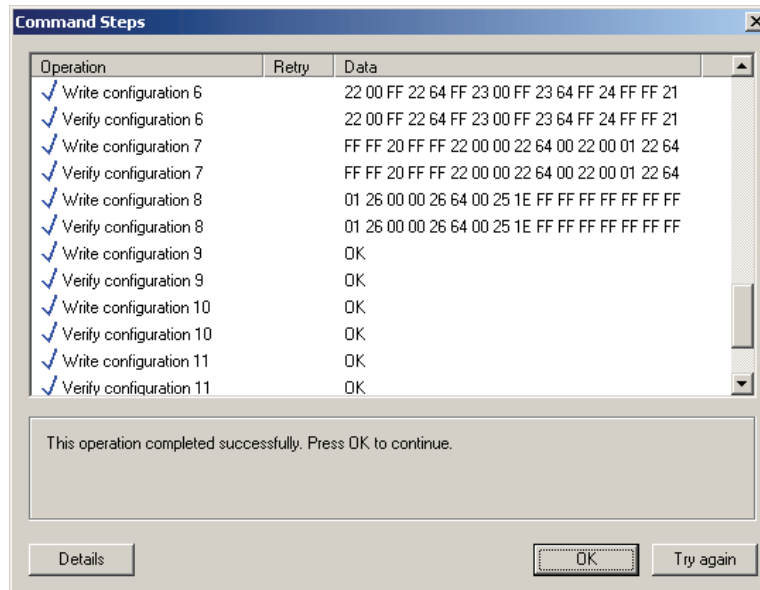 Command Steps
Operation Retry Data
Write configuration 6 22 00 FF 22 64 FF 23 00 FF 23 64 FF 24 FF FF 21
Verify configuration 6 22 00 FF 22 64 FF 23 00 FF 23 64 FF 24 FF FF 21
Write configuration 7 FF FF 20 FF FF 22 00 00 22 64 00 22 00 01 22 64
Verify configuration 7 FF FF 20 FF FF 22 00 00 22 64 00 22 00 01 22 64
Write configuration 8 01 26 00 00 26 64 00 25 1E FF FF FF FF FF FF FF
Verify configuration 8 01 26 00 00 26 64 00 25 1E FF FF FF FF FF FF FF
Write configuration 9 OK
Verify configuration 9 OK
Write configuration 10 OK
Verify configuration 10 OK
Write configuration 11 OK
Verify configuration 11 OK
This operation completed successfully. Press OK to continue.
Details OK Try again